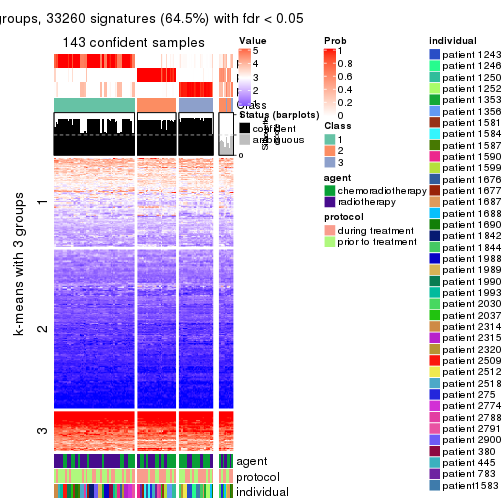 groups, 33260 signatures (64.5%) with fdr < 0.05
143 confident samples
k-means with 3 groups
1
2
3
Class
0
agent
protocol
individual
Value
5
4
3
2
1
Status (barplots)
confident
ambiguous
Prob
1
0.8
0.6
0.4
0.2
0
Class
1
2
3
agent
chemoradiotherapy
radiotherapy
protocol
during treatment
prior to treatment
individual
patient 1243
patient 1246
patient 1250
patient 1252
patient 1353
patient 1356
patient 1581
patient 1584
patient 1587
patient 1590
patient 1599
patient 1676
patient 1677
patient 1687
patient 1688
patient 1690
patient 1842
patient 1844
patient 1988
patient 1989
patient 1990
patient 1993
patient 2003
patient 2037
patient 2314
patient 2315
patient 2320
patient 2509
patient 2512
patient 2518
patient 275
patient 2774
patient 2788
patient 2791
patient 2900
patient 380
patient 445
patient 783
patient1583